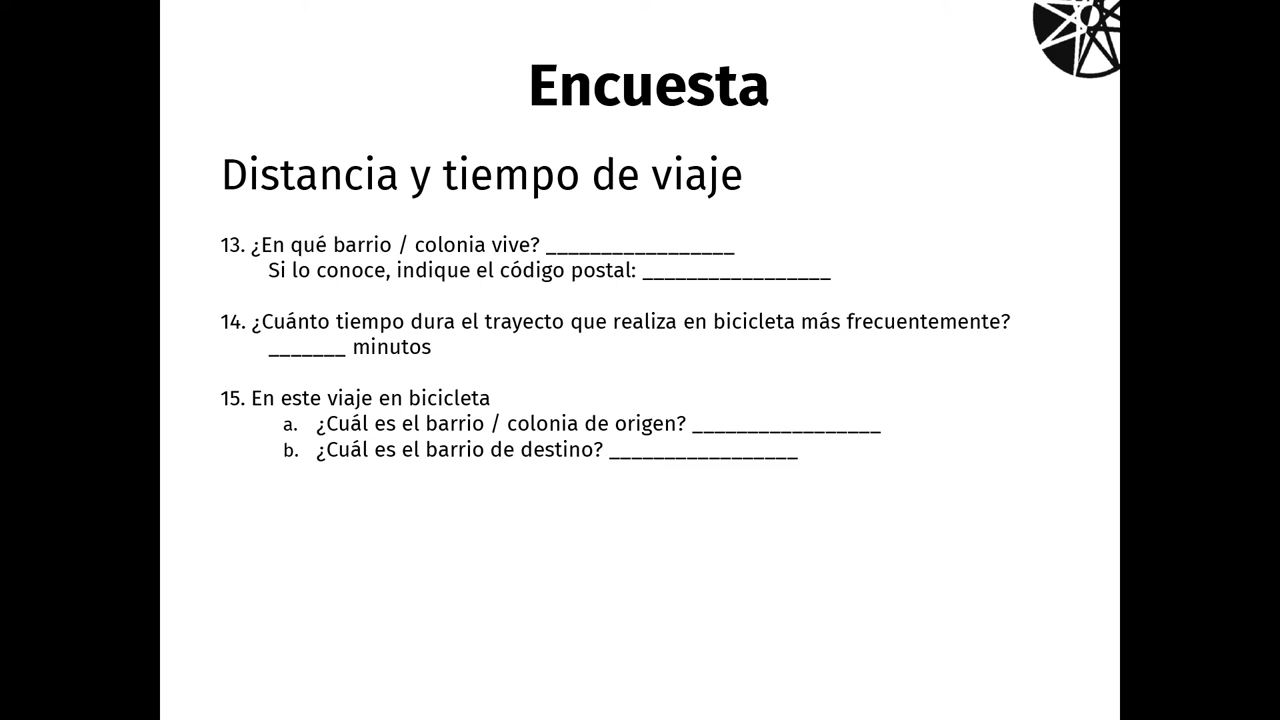 Encuesta
Distancia y tiempo de viaje
13. ¿En qué barrio / colonia vive? _________________
Si lo conoce, indique el código postal: _________________
14. ¿Cuánto tiempo dura el trayecto que realiza en bicicleta más frecuentemente?
_______ minutos
15. En este viaje en bicicleta
a. ¿Cuál es el barrio / colonia de origen? _________________
b. ¿Cuál es el barrio de destino? _________________